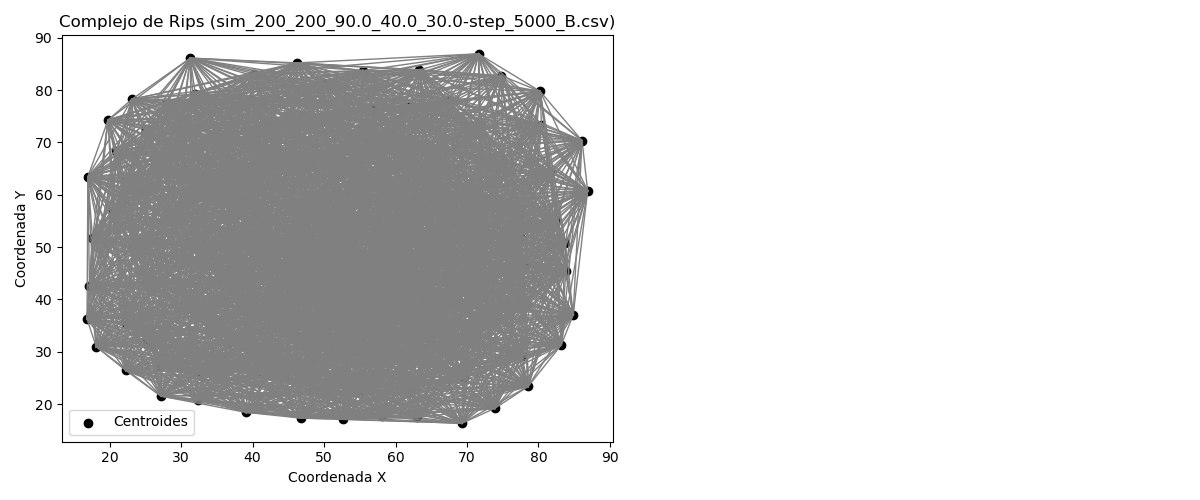 Complejo de Rips (sim_200_200_90.0_40.0_30.0-step_5000_B.csv)
90
80
70
60
50
40
30
20
Coordenada Y
Centroides
20 30 40 50 60 70 80 90
Coordenada X